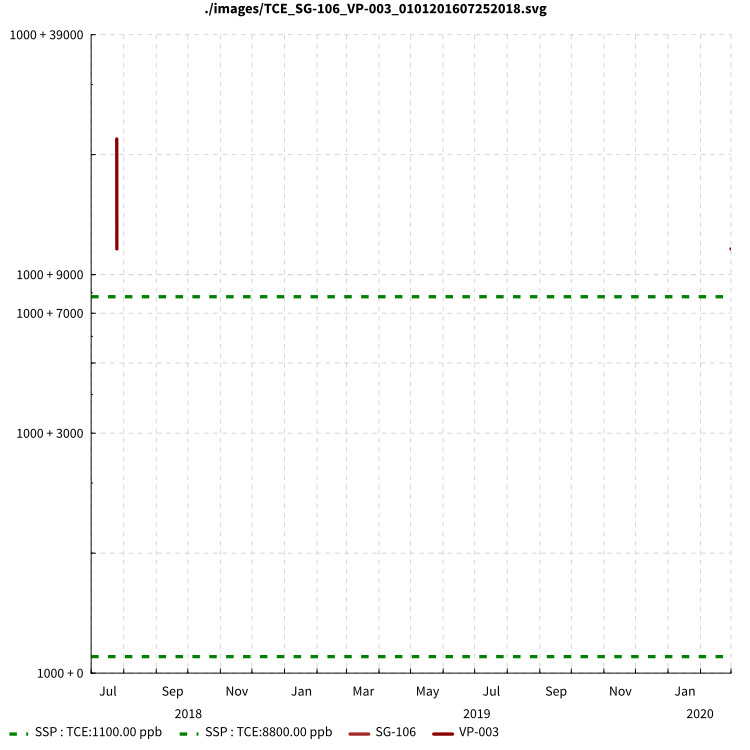 ./images/TCE_SG-106_VP-003_0101201607252018.svg
1000 + 39000
1000 + 9000
1000 + 7000
1000 + 3000
1000 + 0
Jul Sep Nov Jan Mar May Jul Sep Nov Jan
2018 2019 2020
SSP : TCE:1100.00 ppb SSP : TCE:8800.00 ppb SG-106 VP-003